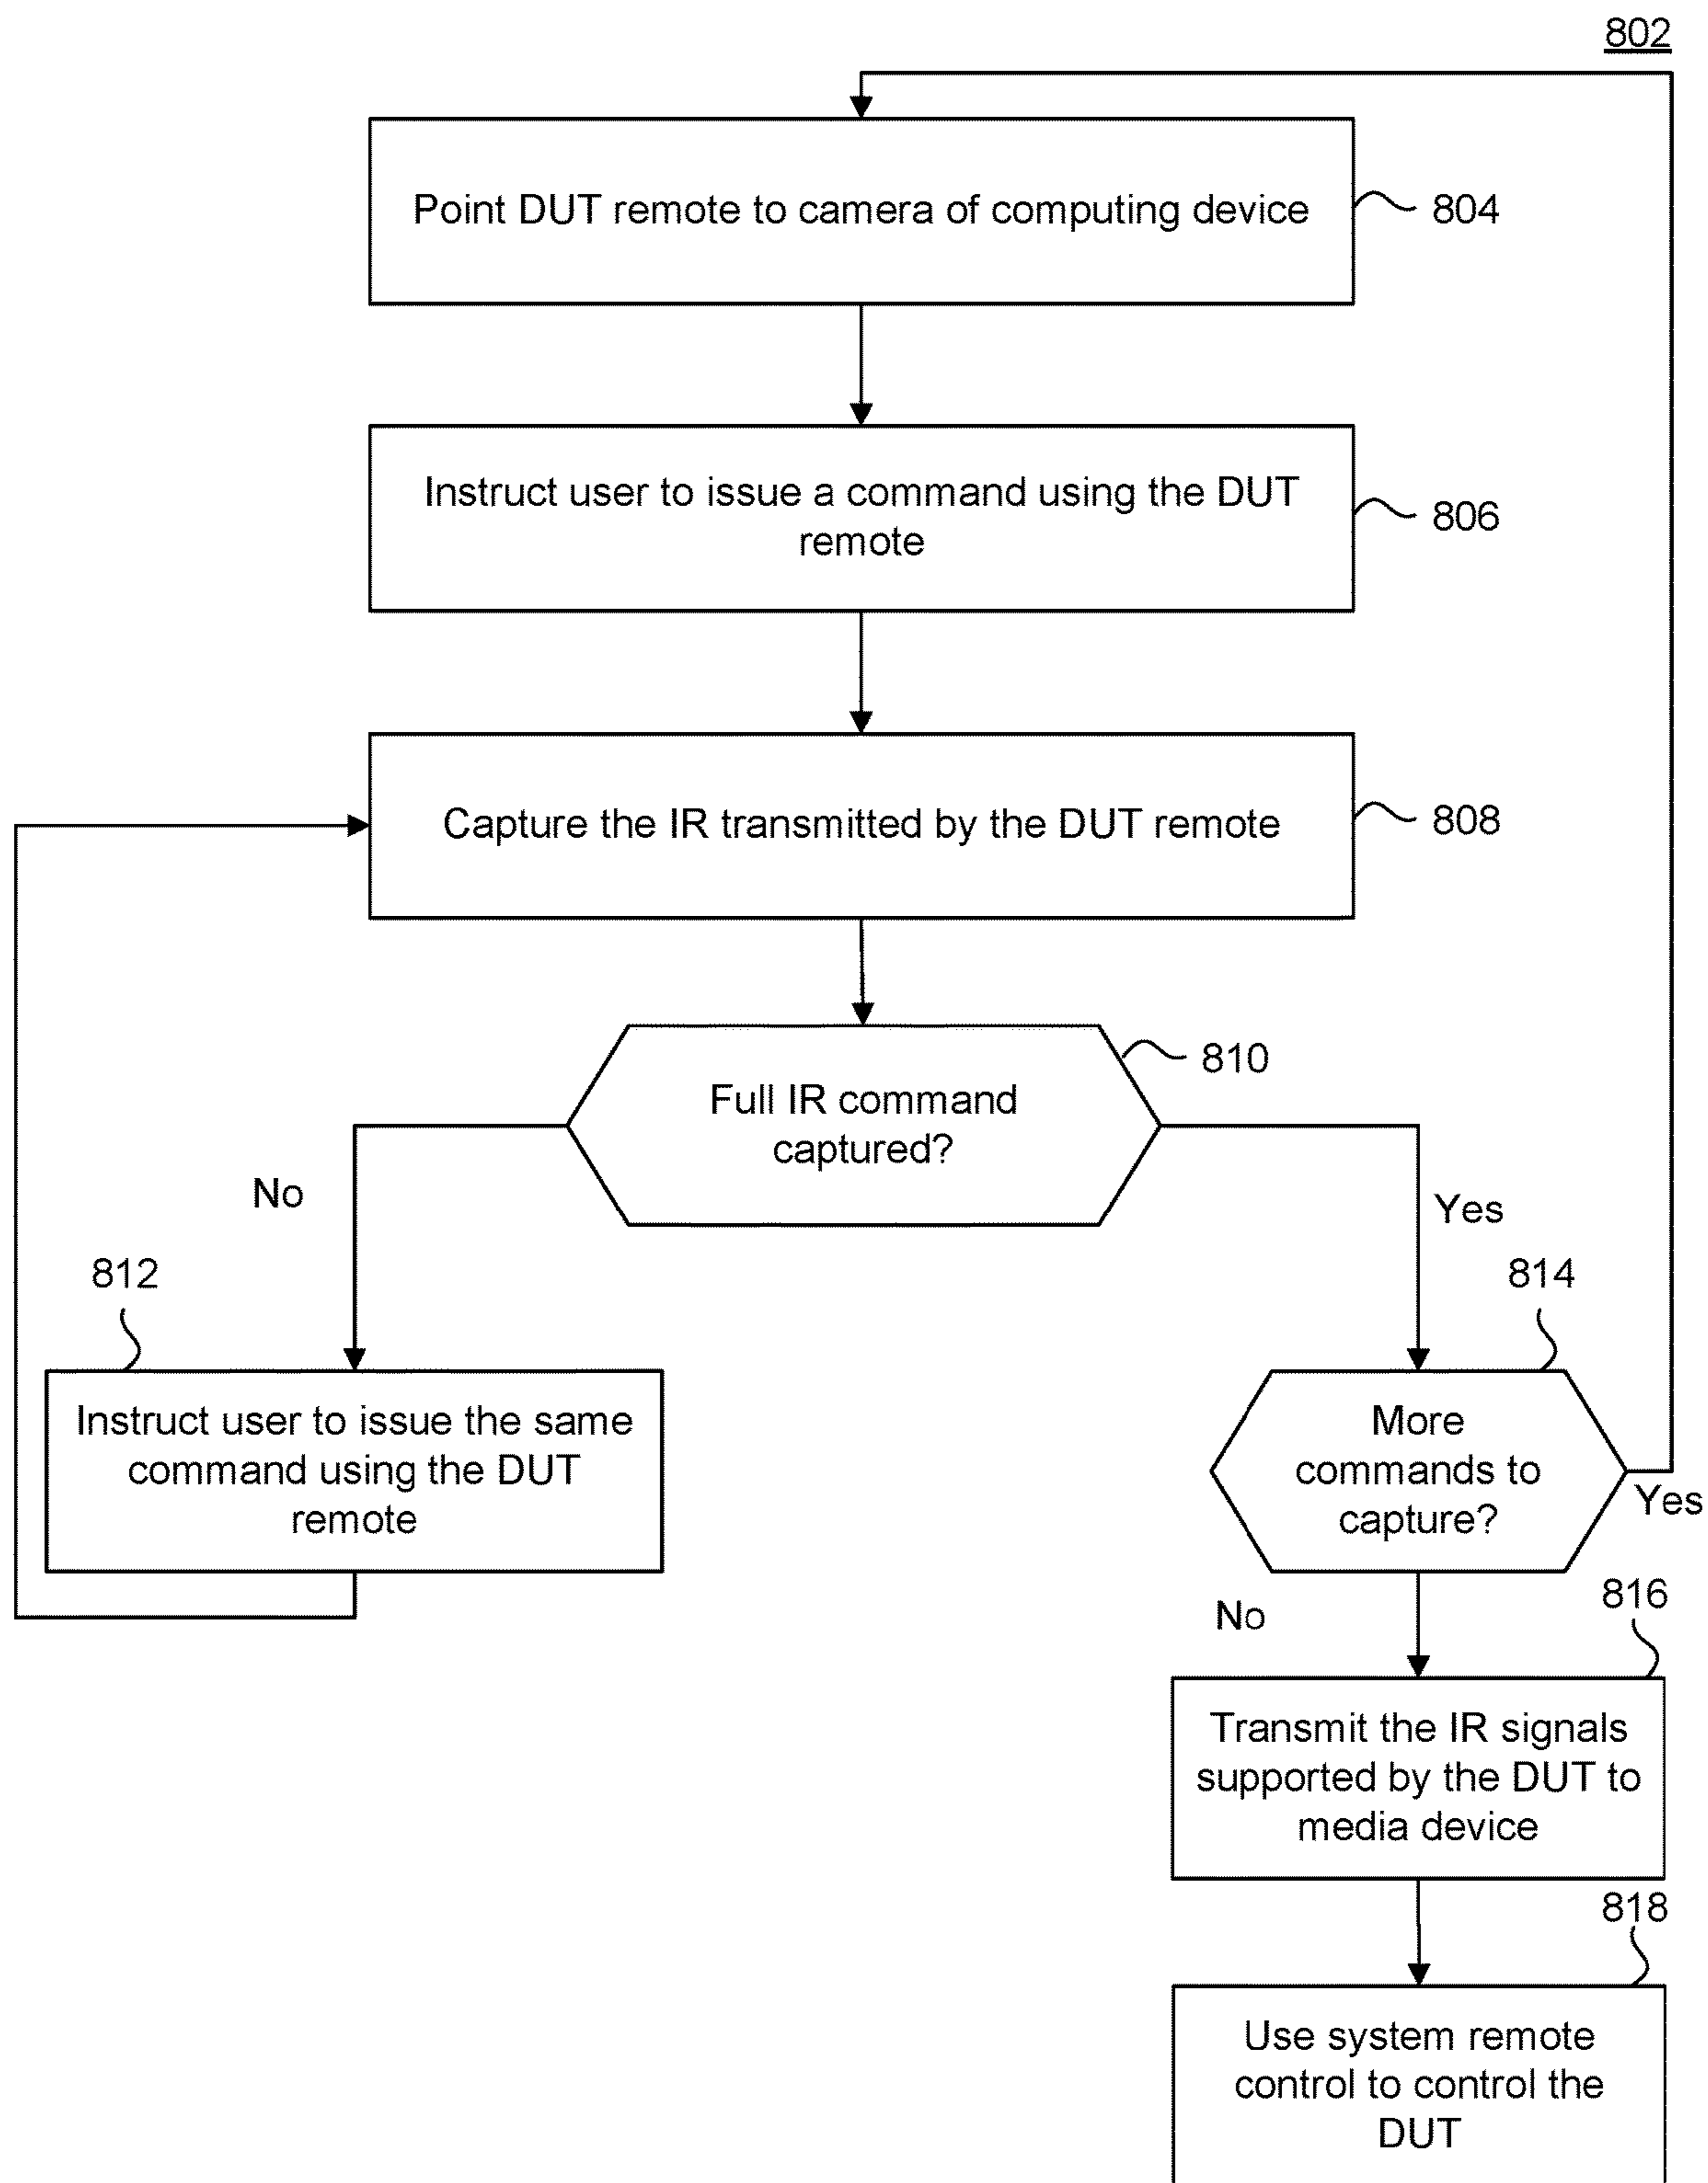 802
Point DUT remote to camera of computing device
804
Instruct user to issue a command using the DUT
remote
806
Capture the IR transmitted by the DUT remote
808
Full IR command
captured?
810
No
Yes
812
Instruct user to issue the same
command using the DUT
remote
814
More
commands to
capture?
Yes
No
816
Transmit the IR signals
supported by the DUT to
media device
818
Use system remote
control to control the
DUT